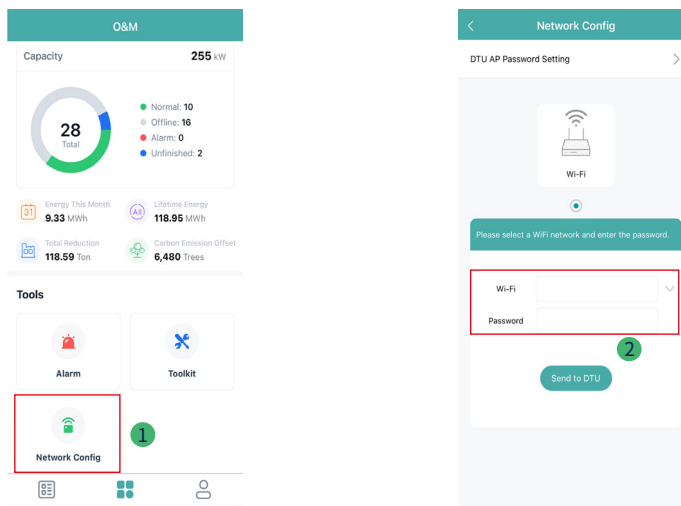 O&M
Capacity
255 kW
28
Total
Normal: 10
Offline: 16
Alarm: 0
Unfinished: 2
31
Energy This Month
9.33 MWh
All
Lifetime Energy
118.95 MWh
Total Reduction
118.59 Ton
Carbon Emission Offset
6,480 Trees
Tools
Alarm
Toolkit
Network Config
1
Network Config
DTU AP Password Setting
Wi-Fi
Please select a WiFi network and enter the password.
Wi-Fi
Password
2
Send to DTU